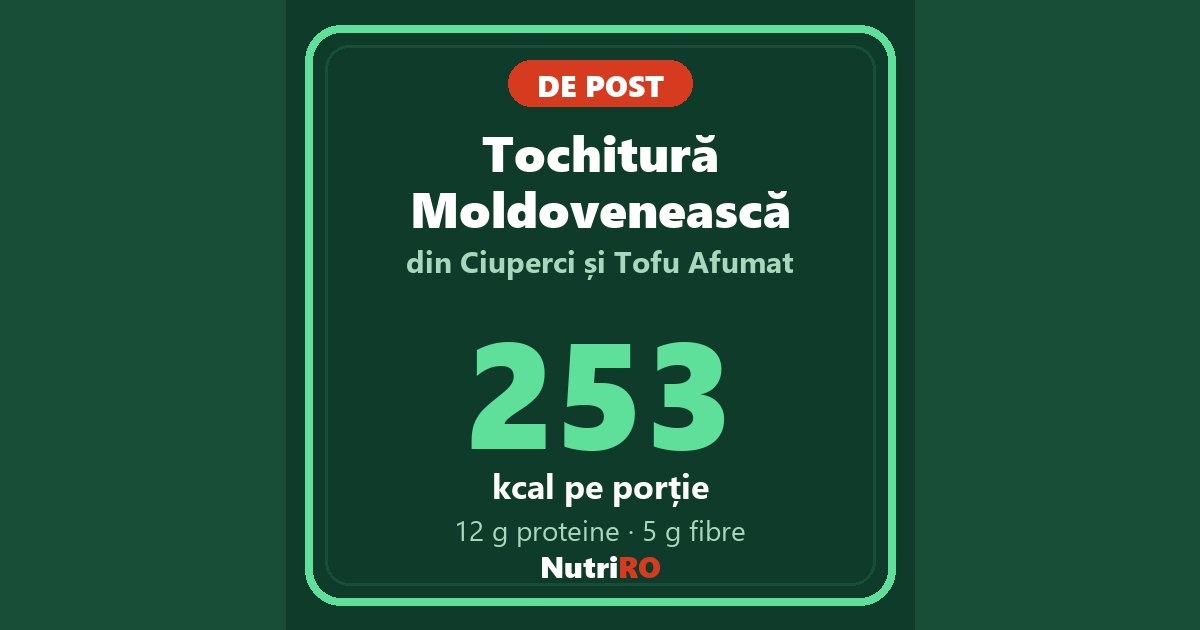 DE POST
Tochitură
Moldovenească
din Ciuperci și Tofu Afumat
253
kcal pe porție
12 g proteine · 5 g fibre
NutriRO